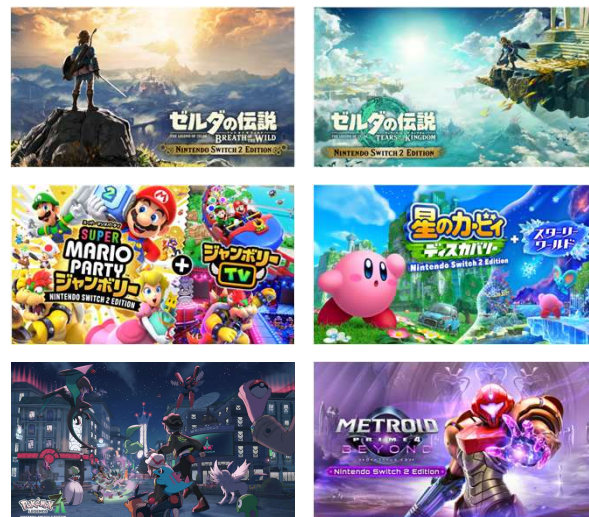 ゼルダの伝説
THE LEGEND OF ZELDA
BREATH OF THE WILD
NINTENDO SWITCH 2 EDITION
ゼルダの伝説
TEARS OF THE KINGDOM
NINTENDO SWITCH 2 EDITION
2
スーパー マリオパーティ
SUPER
MARIO
PARTY
ジャンボリー
NINTENDO SWITCH 2 EDITION
+
ジャンボリー
TV
星のカービィ
ディスカバリー
Nintendo Switch 2 Edition
+
スターリー
ワールド
Pokémon
METROID
PRIME 4
BEYOND
Nintendo Switch 2 Edition